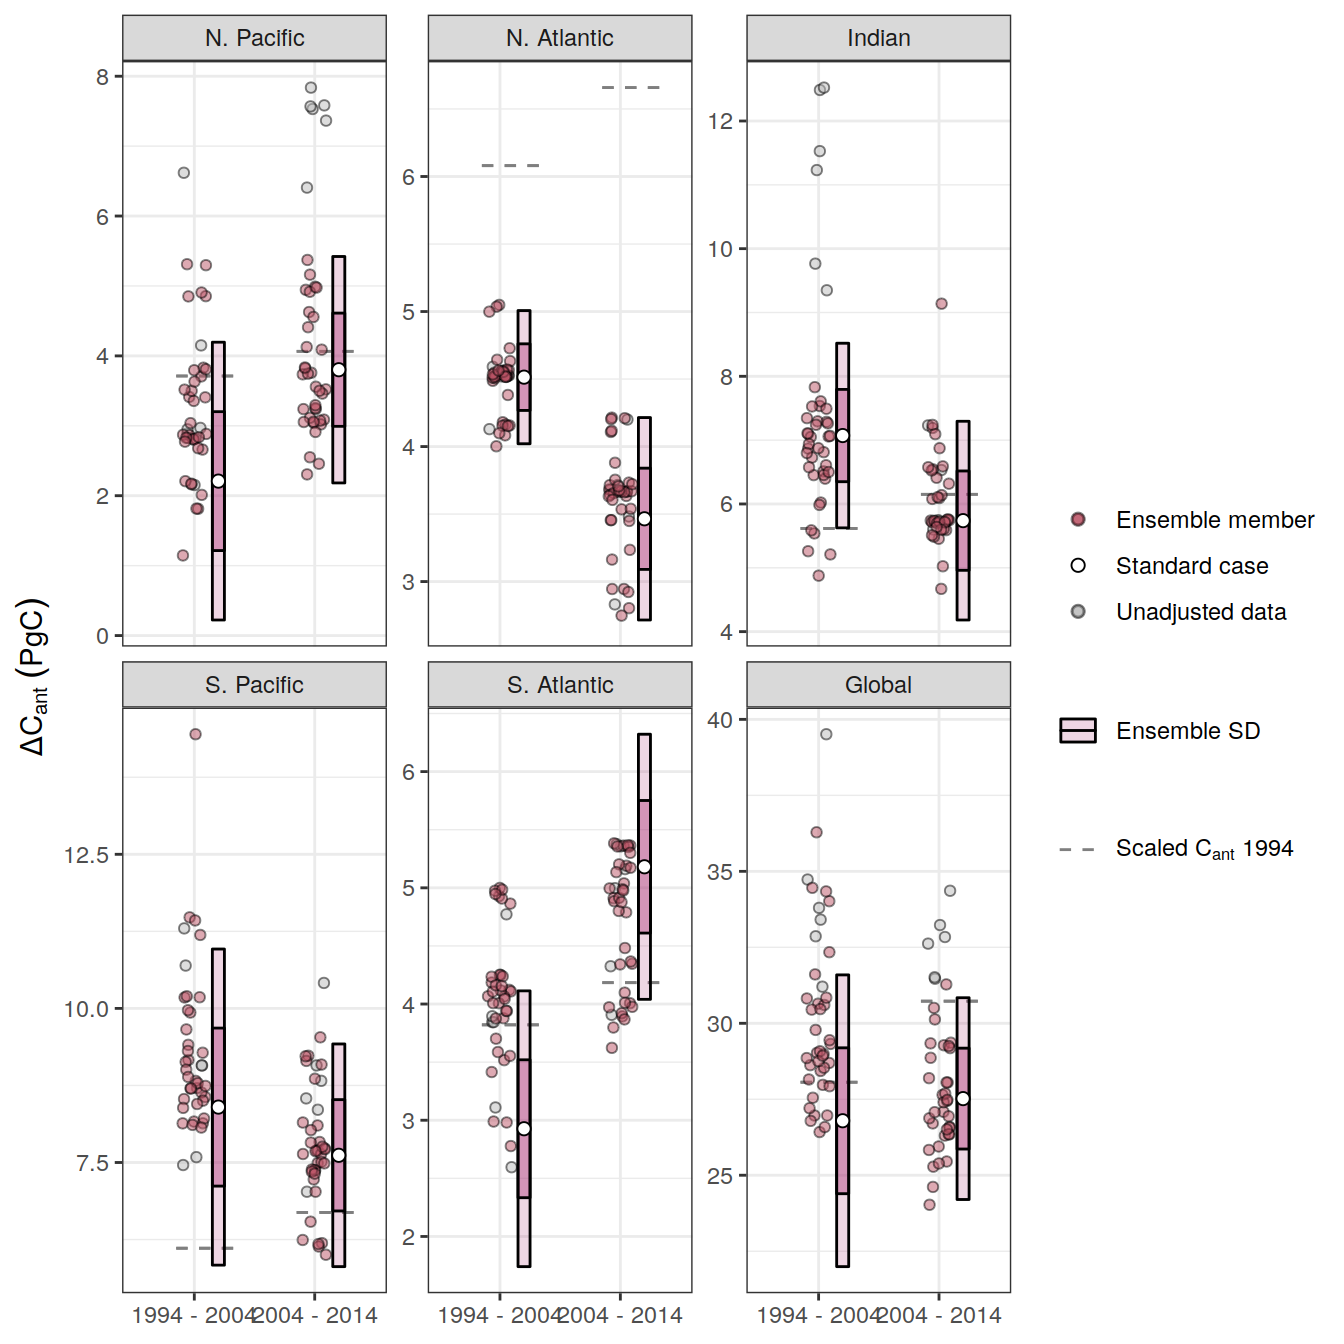 N. Pacific
N. Atlantic
Indian
8
6
4
2
0
6
5
4
3
12
10
8
6
4
ΔCant (PgC)
S. Pacific
S. Atlantic
Global
12.5
10.0
7.5
6
5
4
3
2
40
35
30
25
1994 - 2004
2004 - 2014
1994 - 2004
2004 - 2014
1994 - 2004
2004 - 2014
Ensemble member
Standard case
Unadjusted data
Ensemble SD
Scaled Cant 1994